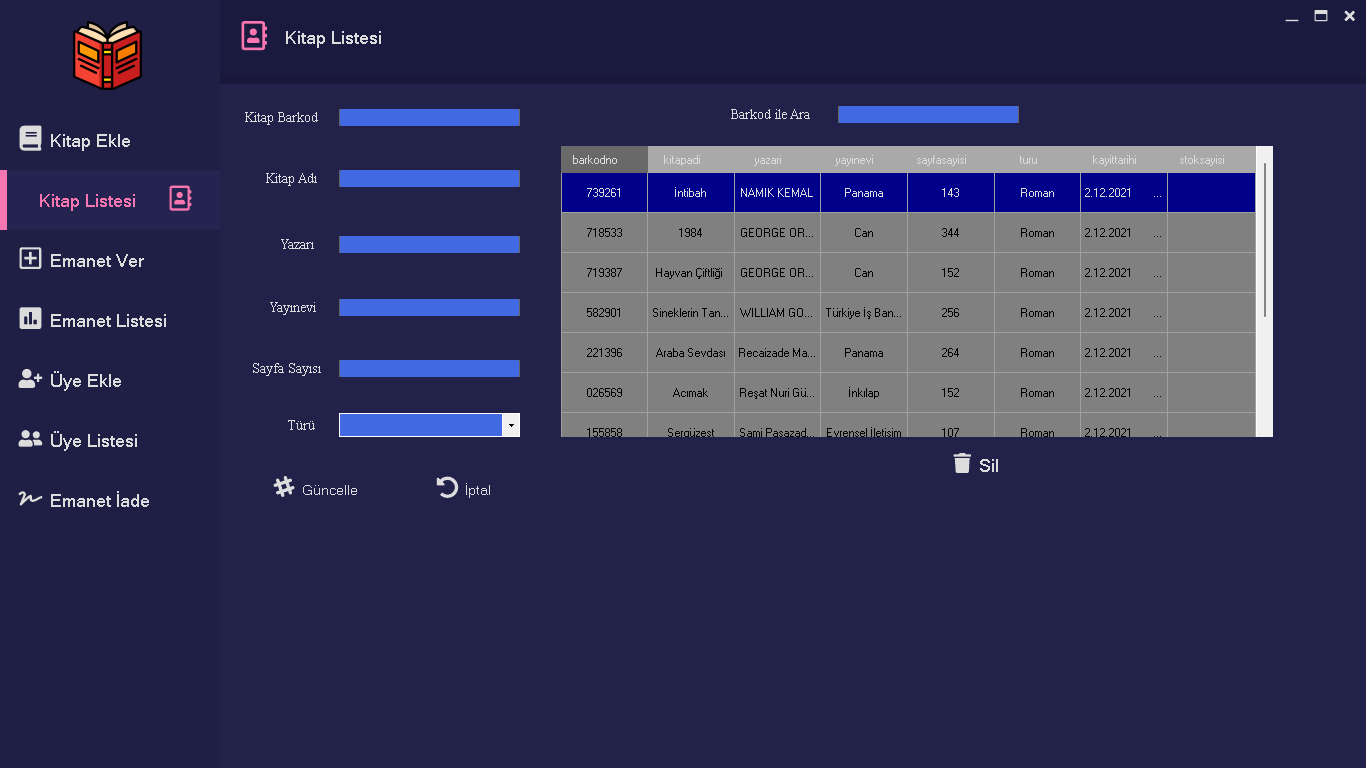 Kitap Listesi
Kitap Ekle
Kitap Listesi
Emanet Ver
Emanet Listesi
Üye Ekle
Üye Listesi
Emanet İade
Kitap Barkod
Kitap Adı
Yazarı
Yayınevi
Sayfa Sayısı
Türü
Güncelle
İptal
Barkod ile Ara
barkodno kitapadi yazari yayinevi sayfasayisi turu kayittarihi stoksayisi
739261 İntibah NAMIK KEMAL Panama 143 Roman 2.12.2021 ...
718533 1984 GEORGE OR... Can 344 Roman 2.12.2021 ...
719387 Hayvan Çiftliği GEORGE OR... Can 152 Roman 2.12.2021 ...
582901 Sineklerin Tan... WILLIAM GO... Türkiye İş Ban... 256 Roman 2.12.2021 ...
221396 Araba Sevdası Recaizade Ma... Panama 264 Roman 2.12.2021 ...
026569 Acımak Reşat Nuri Gü... İnkılap 152 Roman 2.12.2021 ...
155858 Sergüzeşt Sami Paşazad... Evrensel İletişim 107 Roman 2.12.2021 ...
Sil